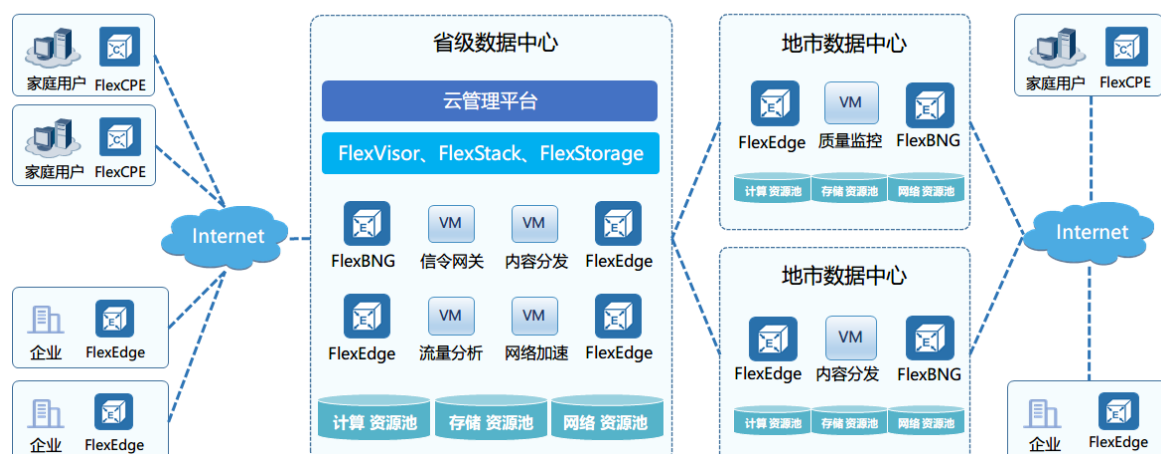 家庭用户 FlexCPE
家庭用户 FlexCPE
Internet
企业 FlexEdge
企业 FlexEdge
省级数据中心
云管理平台
FlexVisor、FlexStack、FlexStorage
FlexBNG VM 信令网关 VM 内容分发 FlexEdge
FlexEdge VM 流量分析 VM 网络加速 FlexEdge
计算 资源池 存储 资源池 网络 资源池
地市数据中心
FlexEdge VM 质量监控 FlexBNG
计算 资源池 存储 资源池 网络 资源池
地市数据中心
FlexEdge VM 内容分发 FlexBNG
计算 资源池 存储 资源池 网络 资源池
家庭用户 FlexCPE
Internet
企业 FlexEdge